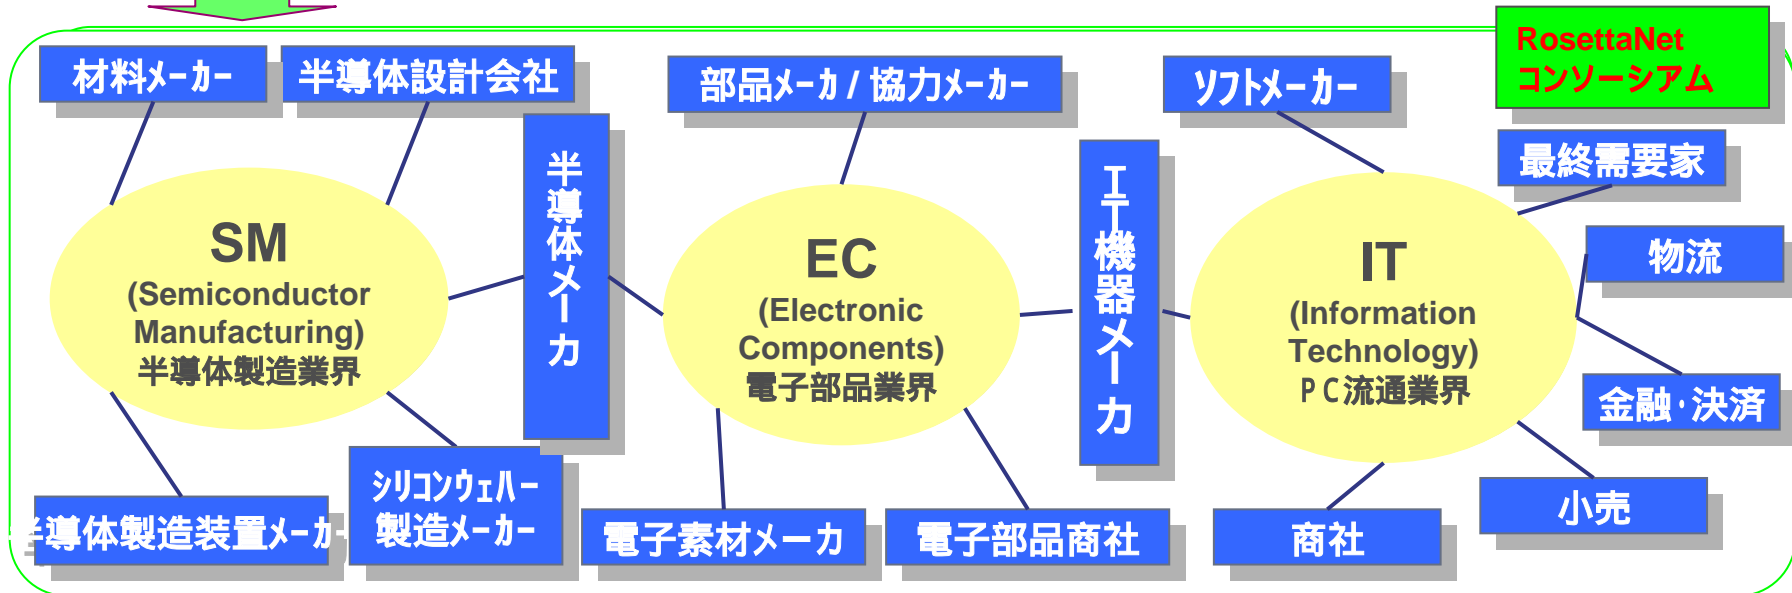 RosettaNet
コンソーシアム
材料メーカー
半導体設計会社
部品メーカ / 協力メーカー
ソフトメーカー
最終需要家
半導体メーカ
IT機器メーカ
物流
SM
(Semiconductor
Manufacturing)
半導体製造業界
EC
(Electronic
Components)
電子部品業界
IT
(Information
Technology)
PC流通業界
金融・決済
シリコンウェハー
製造メーカー
小売
半導体製造装置メーカー
電子素材メーカ
電子部品商社
商社